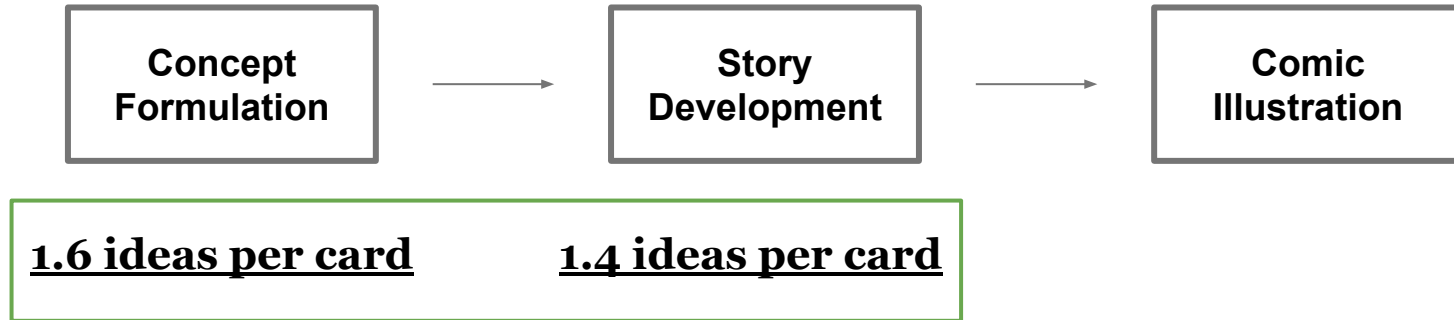 Concept
Formulation
Story
Development
Comic
Illustration
1.6 ideas per card
1.4 ideas per card